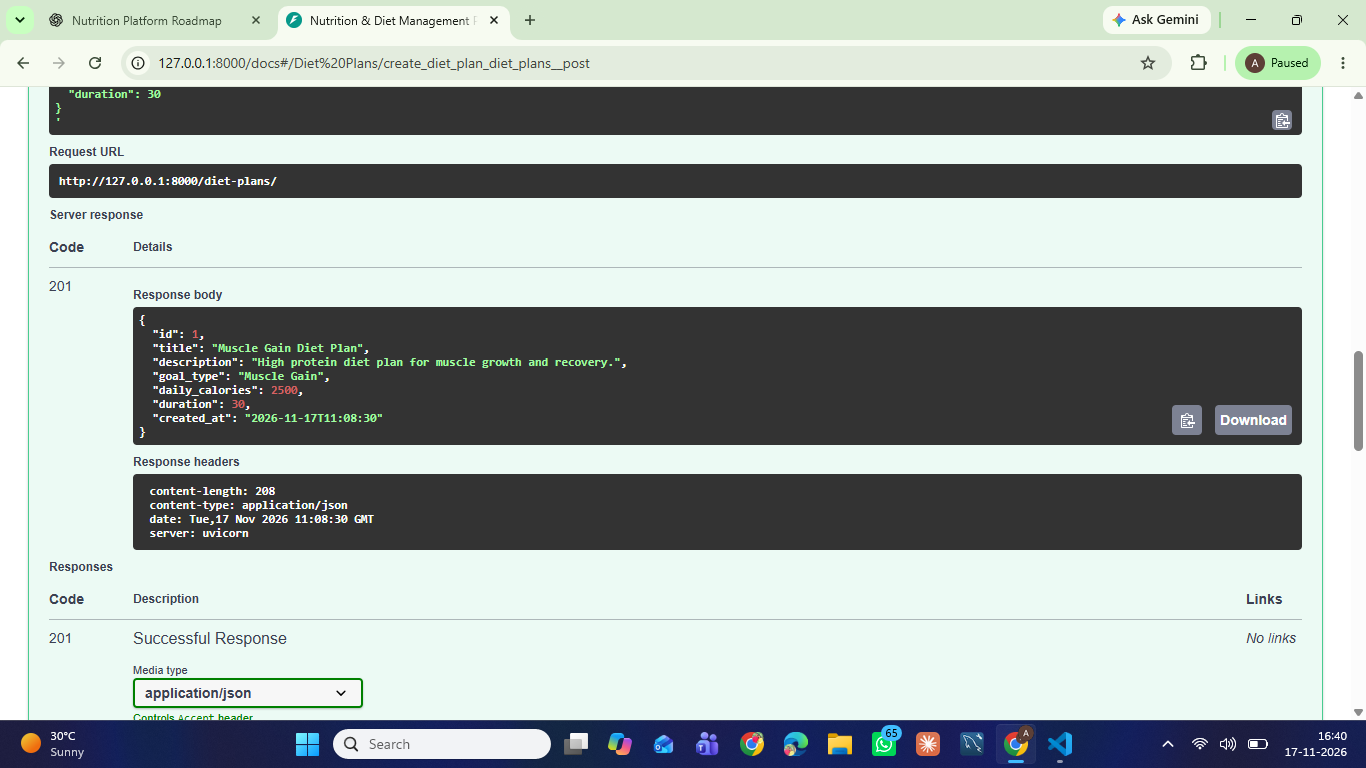 Nutrition Platform Roadmap
Nutrition & Diet Management P
Ask Gemini
127.0.0.1:8000/docs#/Diet%20Plans/create_diet_plan_diet_plans__post
A
Paused
"duration": 30
}
'
Request URL
http://127.0.0.1:8000/diet-plans/
Server response
Code Details
201
Response body
{
"id": 1,
"title": "Muscle Gain Diet Plan",
"description": "High protein diet plan for muscle growth and recovery.",
"goal_type": "Muscle Gain",
"daily_calories": 2500,
"duration": 30,
"created_at": "2026-11-17T11:08:30"
}
Download
Response headers
content-length: 208
content-type: application/json
date: Tue,17 Nov 2026 11:08:30 GMT
server: uvicorn
Responses
Code Description Links
201 Successful Response No links
Media type
application/json
Controls Accept header
30°C
Sunny
Search
65
A
16:40
17-11-2026